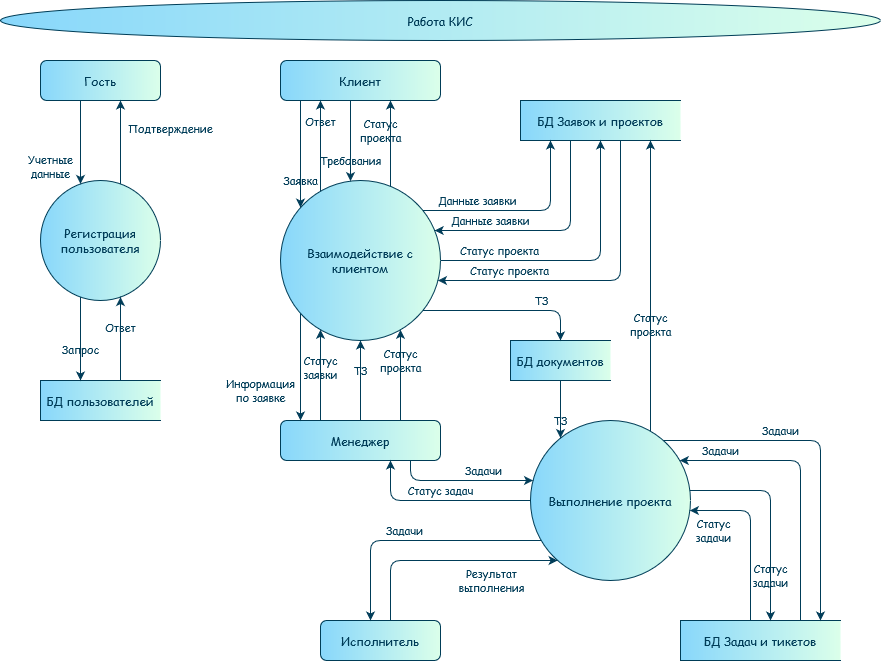 Работа КИС
Гость
Клиент
БД Заявок и проектов
Ответ
Статус
проекта
Подтверждение
Учетные
данные
Требования
Заявка
Данные заявки
Данные заявки
Регистрация
пользователя
Взаимодействие с
клиентом
Статус проекта
Статус проекта
ТЗ
Ответ
Запрос
Статус
проекта
Статус
заявки
ТЗ
Статус
проекта
БД документов
Информация
по заявке
БД пользователей
ТЗ
Менеджер
Задачи
Задачи
Задачи
Статус задач
Выполнение проекта
Статус
задачи
Задачи
Результат
выполнения
Статус
задачи
Исполнитель
БД Задач и тикетов